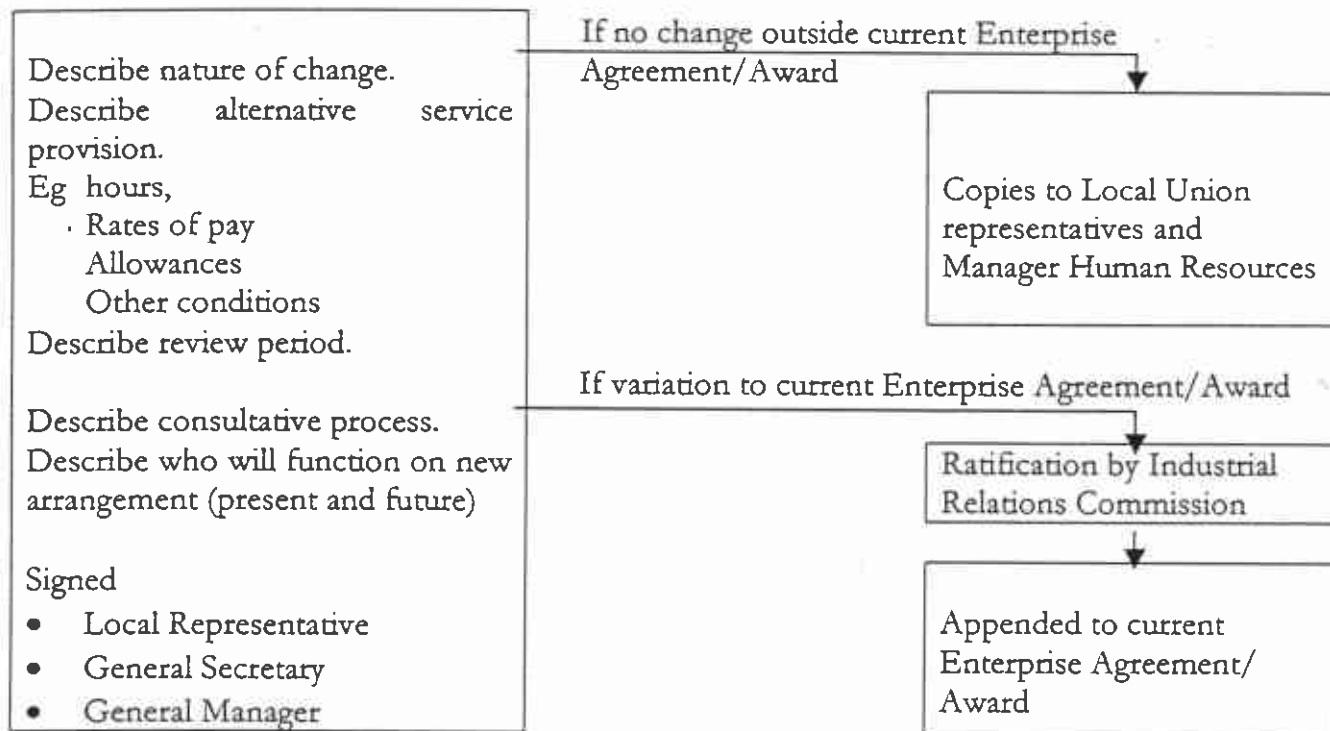 Describe nature of change.
Describe alternative service
provision.
Eg hours,
Rates of pay
Allowances
Other conditions
Describe review period.
Describe consultative process.
Describe who will function on new
arrangement (present and future)
Signed
• Local Representative
• General Secretary
• General Manager
If no change outside current Enterprise
Agreement/Award
Copies to Local Union
representatives and
Manager Human Resources
If variation to current Enterprise Agreement/Award
Ratification by Industrial
Relations Commission
Appended to current
Enterprise Agreement/
Award